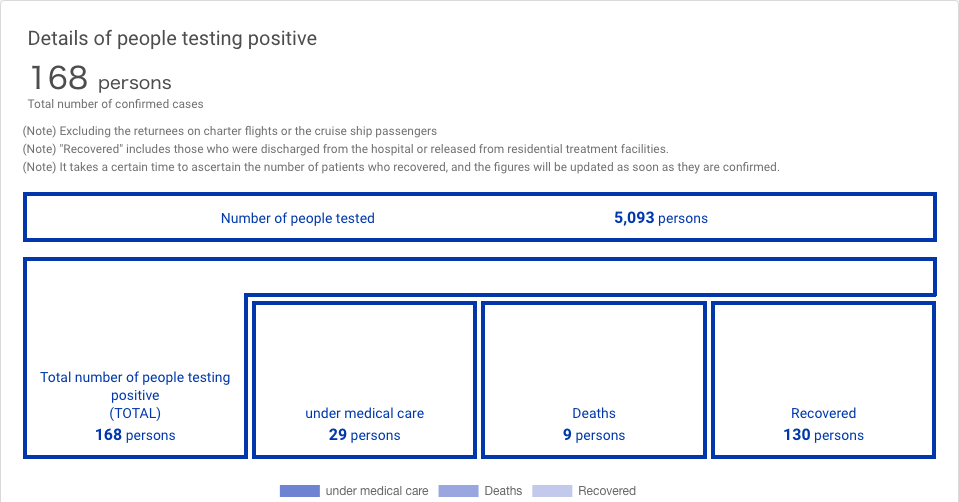 Details of people testing positive
168 persons
Total number of confirmed cases
(Note) Excluding the returnees on charter flights or the cruise ship passengers
(Note) "Recovered" includes those who were discharged from the hospital or released from residential treatment facilities.
(Note) It takes a certain time to ascertain the number of patients who recovered, and the figures will be updated as soon as they are confirmed.
Number of people tested 5,093 persons
Total number of people testing
positive
(TOTAL)
168 persons
under medical care
29 persons
Deaths
9 persons
Recovered
130 persons
under medical care Deaths Recovered